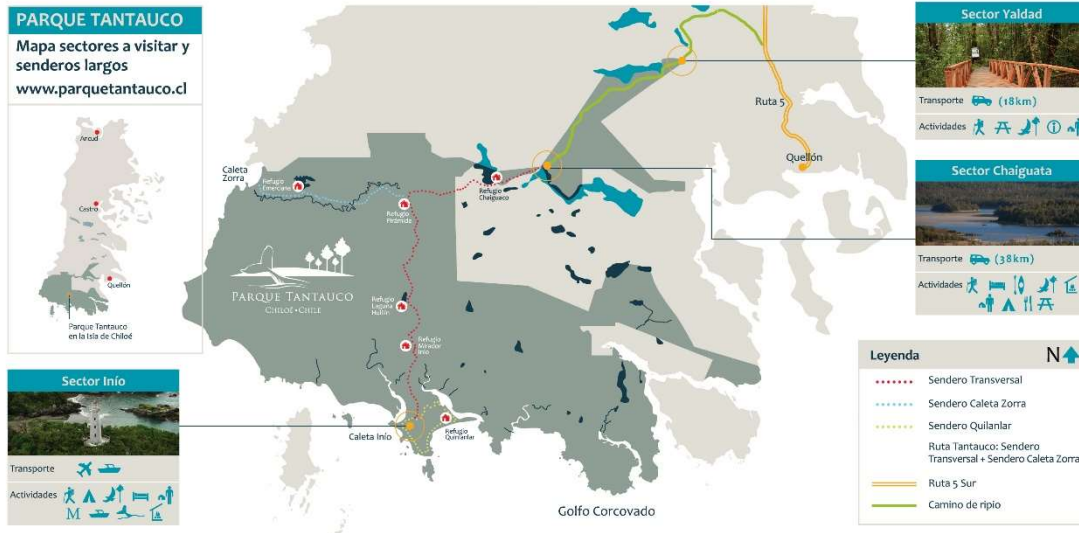 PARQUE TANTAUCO
Mapa sectores a visitar y
senderos largos
www.parquetantauco.cl
Ancud
Castro
Quellón
Parque Tantauco
en la Isla de Chiloé
Sector Inío
Transporte
Actividades
M
Caleta
Zorra
Refugio
Emerciana
Refugio
Pirámide
Refugio
Chaiguaco
PARQUE TANTAUCO
CHILOÉ • CHILE
Refugio
Laguna
Huillín
Refugio
Mirador
Inío
Caleta Inío
Refugio
Quilanlar
Golfo Corcovado
Ruta 5
Quellón
Sector Yaldad
Transporte (18km)
Actividades
Sector Chaiguata
Transporte (38km)
Actividades
Leyenda N
Sendero Transversal
Sendero Caleta Zorra
Sendero Quilanlar
Ruta Tantauco: Sendero
Transversal + Sendero Caleta Zorra
Ruta 5 Sur
Camino de ripio